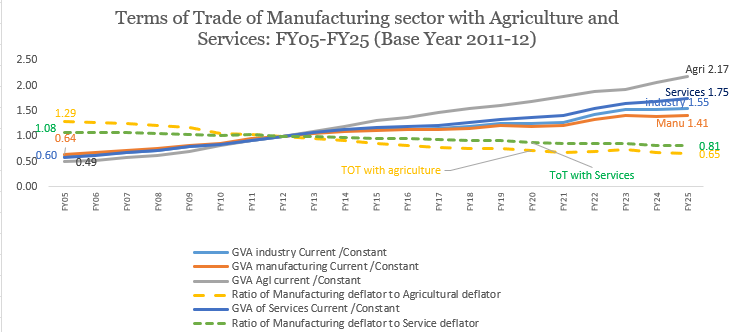 Terms of Trade of Manufacturing sector with Agriculture and
Services: FY05-FY25 (Base Year 2011-12)
2.50
2.00
1.50
1.00
0.50
0.00
1.29
1.08
0.64
0.60
0.49
Agri 2.17
Services 1.75
industry 1.55
Manu 1.41
0.81
0.65
TOT with agriculture
ToT with Services
FY05 FY06 FY07 FY08 FY09 FY10 FY11 FY12 FY13 FY14 FY15 FY16 FY17 FY18 FY19 FY20 FY21 FY22 FY23 FY24 FY25
GVA industry Current /Constant
GVA manufacturing Current /Constant
GVA Agl current /Constant
Ratio of Manufacturing deflator to Agricultural deflator
GVA of Services Current /Constant
Ratio of Manufacturing deflator to Service deflator